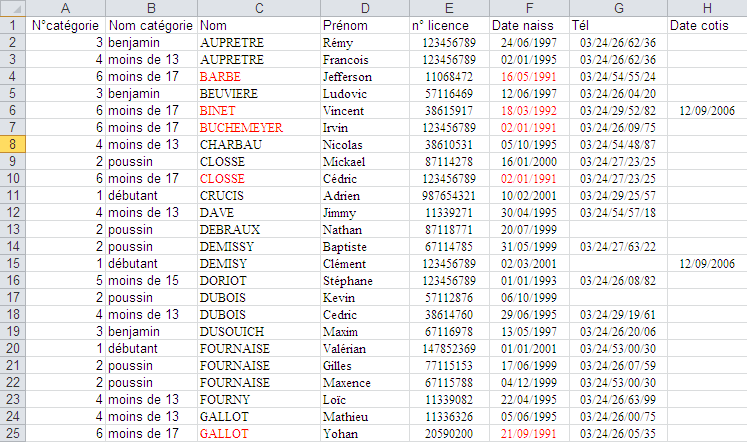 A B C D E F G H
1 N°catégorie Nom catégorie Nom Prénom n° licence Date naiss Tél Date cotis
2 3 benjamin AUPRETRE Rémy 123456789 24/06/1997 03/24/26/62/36
3 4 moins de 13 AUPRETRE Francois 123456789 02/01/1995 03/24/26/62/36
4 6 moins de 17 BARBE Jefferson 11068472 16/05/1991 03/24/54/55/24
5 3 benjamin BEUVIERE Ludovic 57116469 12/06/1997 03/24/26/04/20
6 6 moins de 17 BINET Vincent 38615917 18/03/1992 03/24/29/52/82 12/09/2006
7 6 moins de 17 BUCHEMEYER Irvin 123456789 02/01/1991 03/24/26/09/75
8 4 moins de 13 CHARBAU Nicolas 38610531 05/10/1995 03/24/54/48/87
9 2 poussin CLOSSE Mickael 87114278 16/01/2000 03/24/27/23/25
10 6 moins de 17 CLOSSE Cédric 123456789 02/01/1991 03/24/27/23/25
11 1 débutant CRUCIS Adrien 987654321 10/02/2001 03/24/29/25/57
12 4 moins de 13 DAVE Jimmy 11339271 30/04/1995 03/24/54/57/18
13 2 poussin DEBRAUX Nathan 87118771 20/07/1999
14 2 poussin DEMISSY Baptiste 67114785 31/05/1999 03/24/27/63/22
15 1 débutant DEMISY Clément 123456789 02/03/2001 12/09/2006
16 5 moins de 15 DORIOT Stéphane 123456789 01/01/1993 03/24/26/08/82
17 2 poussin DUBOIS Kevin 57112876 06/10/1999
18 4 moins de 13 DUBOIS Cedric 38614760 29/06/1995 03/24/29/19/61
19 3 benjamin DUSOUICH Maxim 67116978 13/05/1997 03/24/26/20/06
20 1 débutant FOURNAISE Valérian 147852369 01/01/2001 03/24/53/00/30
21 2 poussin FOURNAISE Gilles 77115153 17/06/1999 03/24/26/07/59
22 2 poussin FOURNAISE Maxence 67115788 04/12/1999 03/24/53/00/30
23 4 moins de 13 FOURNY Loïc 11339082 22/04/1995 03/24/26/63/99
24 4 moins de 13 GALLOT Mathieu 11336326 05/06/1995 03/24/26/00/75
25 6 moins de 17 GALLOT Yohan 20590200 21/09/1991 03/24/26/05/35